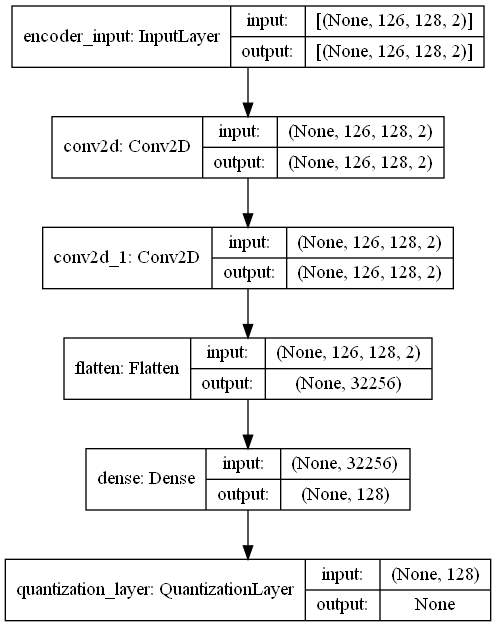 encoder_input: InputLayer
input:
[(None, 126, 128, 2)]
output:
[(None, 126, 128, 2)]
conv2d: Conv2D
input:
(None, 126, 128, 2)
output:
(None, 126, 128, 2)
conv2d_1: Conv2D
input:
(None, 126, 128, 2)
output:
(None, 126, 128, 2)
flatten: Flatten
input:
(None, 126, 128, 2)
output:
(None, 32256)
dense: Dense
input:
(None, 32256)
output:
(None, 128)
quantization_layer: QuantizationLayer
input:
(None, 128)
output:
None